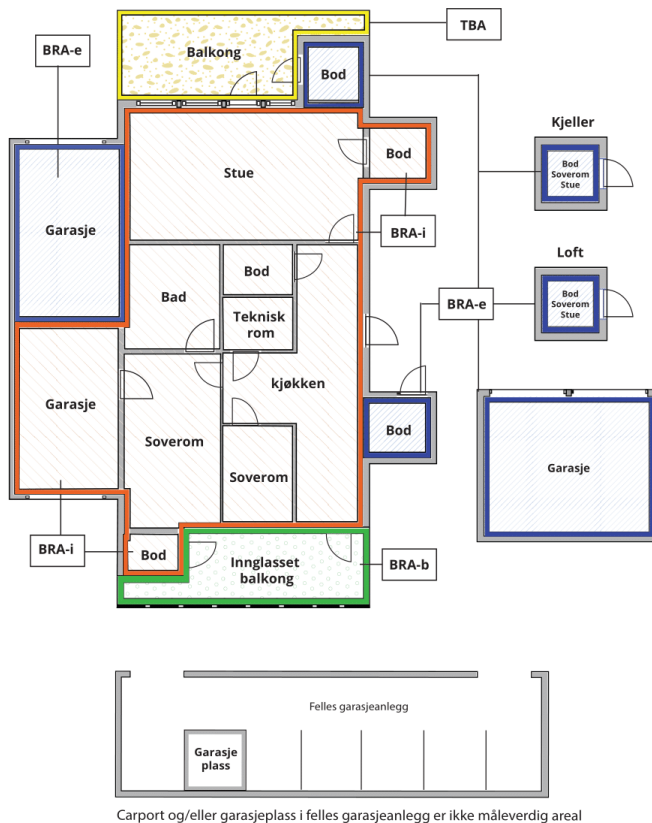 TBA
BRA-e
Balkong
Bod
Kjeller
Bod
Soverom
Stue
Stue
Bod
BRA-i
Garasje
Loft
Bod
Soverom
Stue
Bod
Bad
Teknisk
rom
BRA-e
kjøkken
Garasje
Soverom
Bod
Garasje
Soverom
BRA-i
Bod
Innglasset
balkong
BRA-b
Felles garasjeanlegg
Garasje
plass
Carport og/eller garasjeplass i felles garasjeanlegg er ikke måleverdig areal